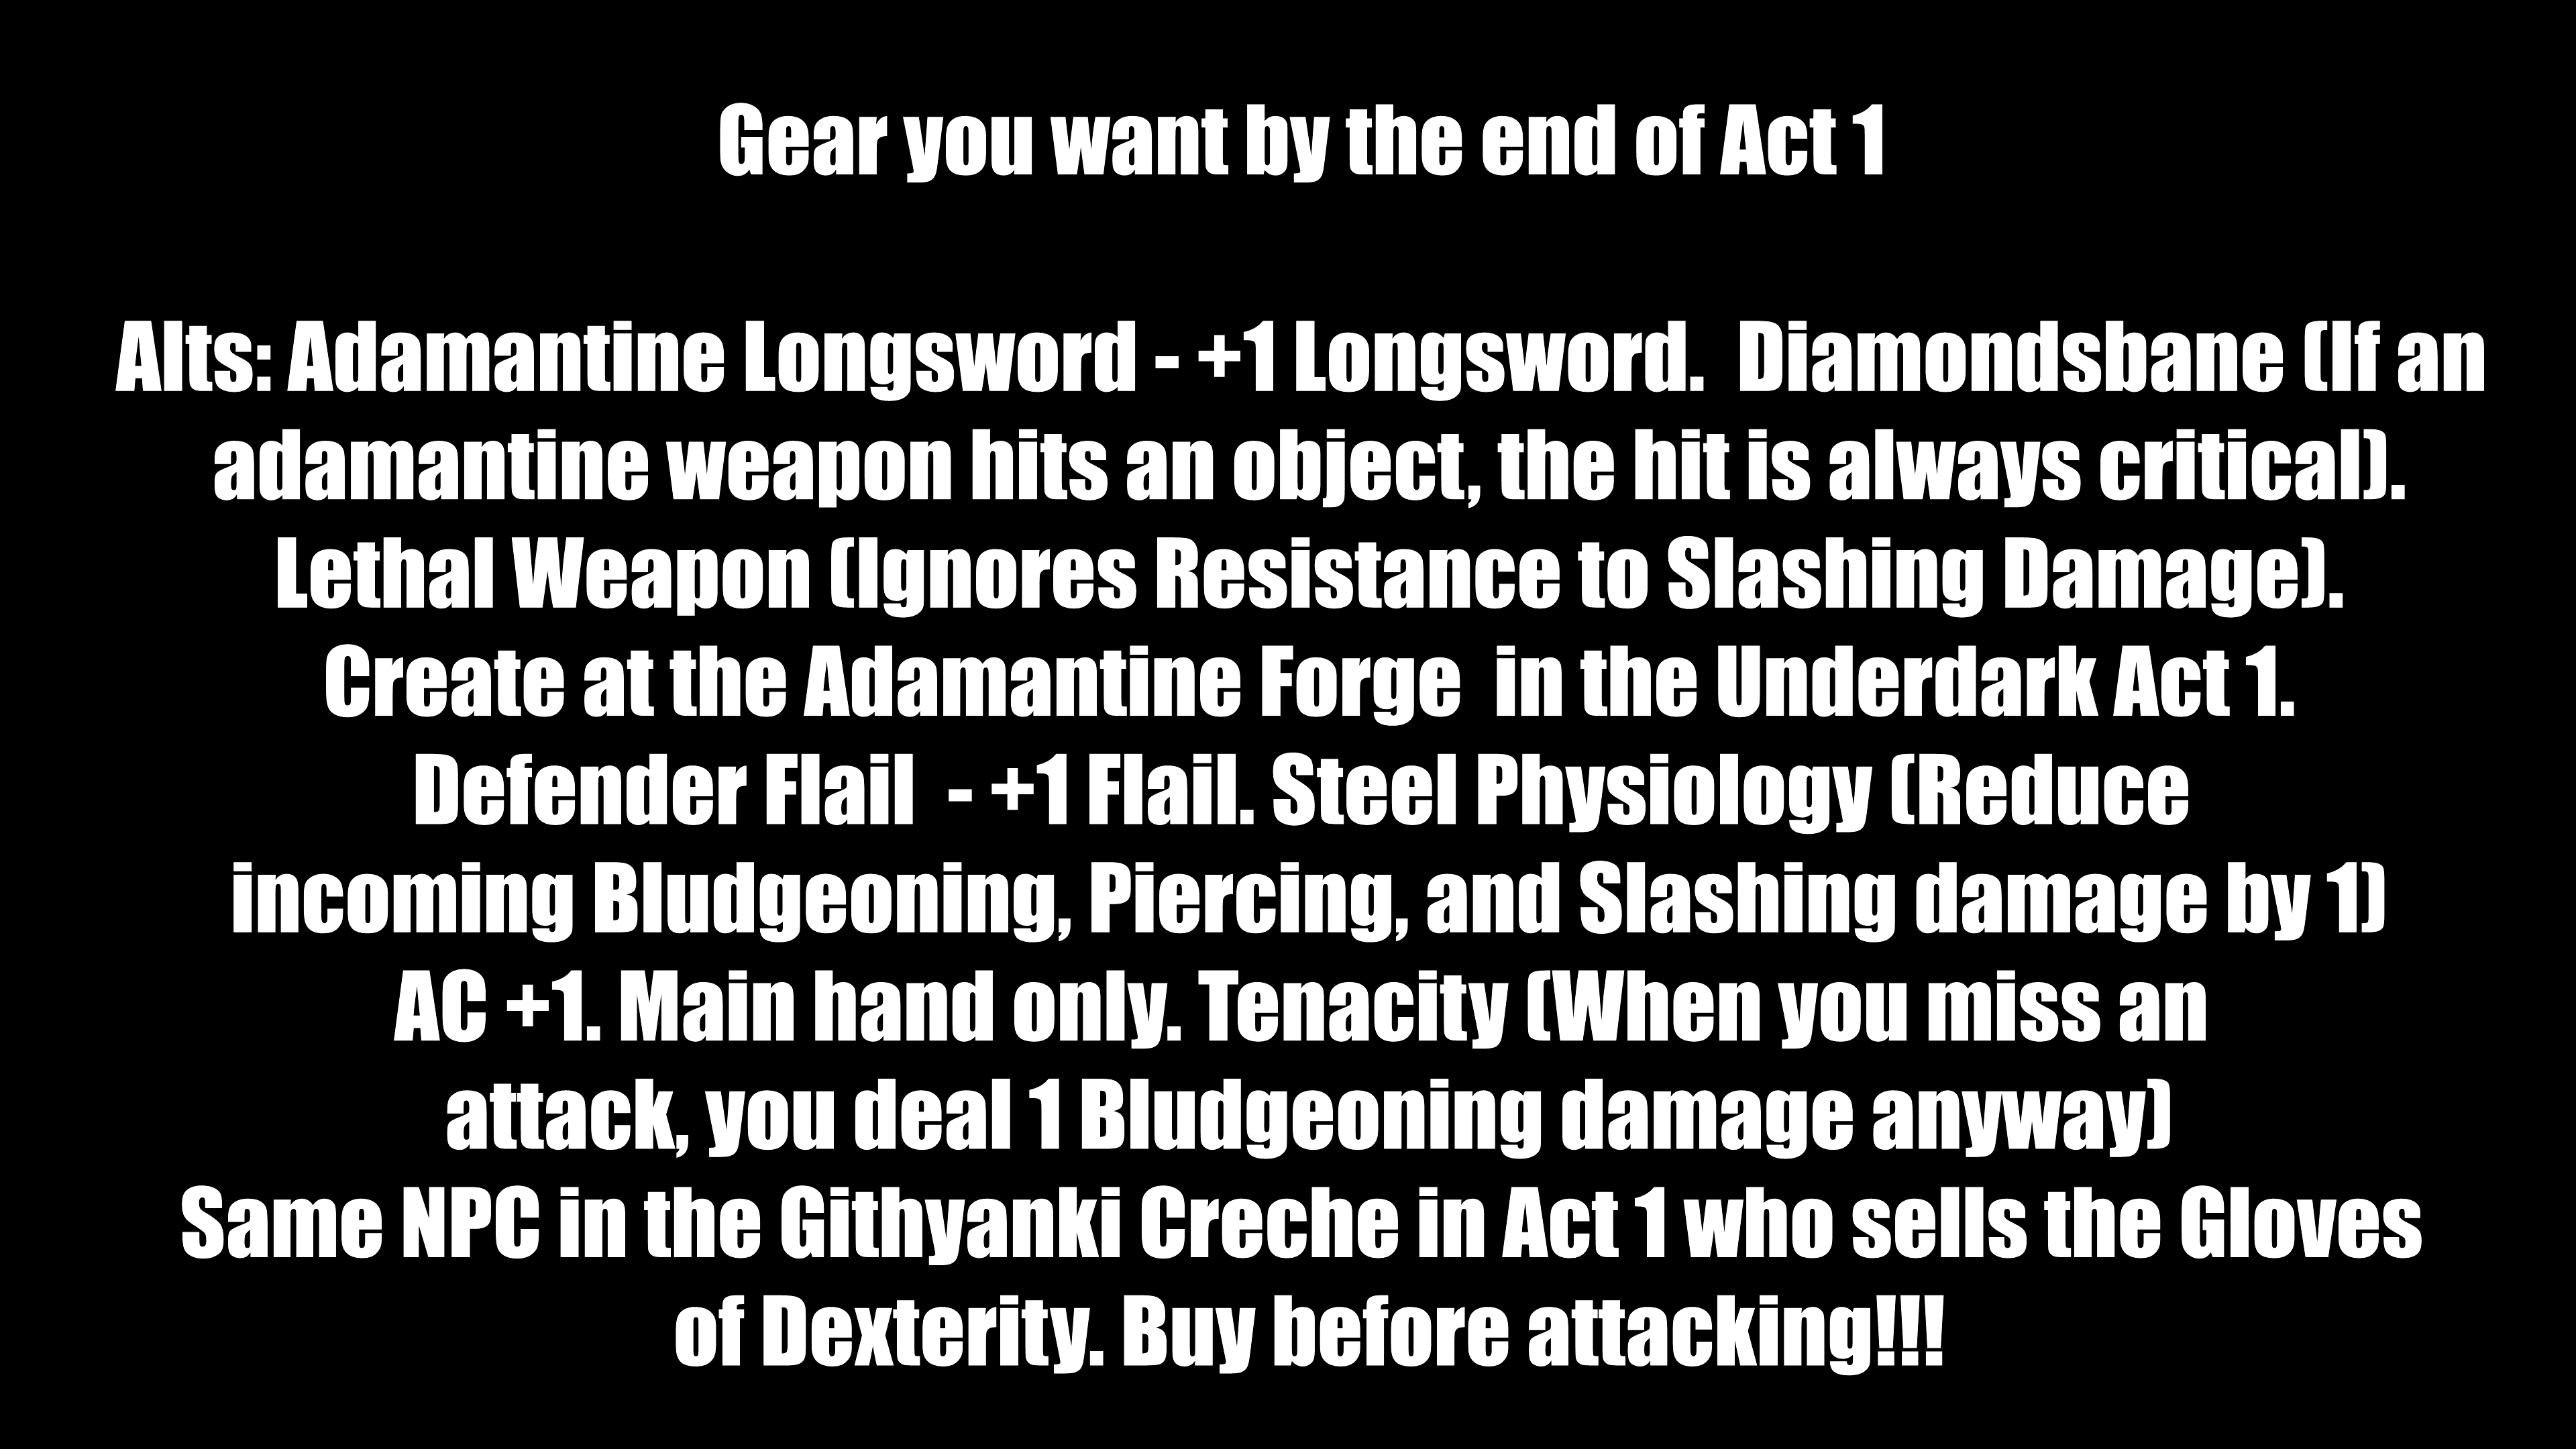 Gear you want by the end of Act 1
Alts: Adamantine Longsword - +1 Longsword.  Diamondsbane (If an
adamantine weapon hits an object, the hit is always critical).
Lethal Weapon (Ignores Resistance to Slashing Damage).
Create at the Adamantine Forge  in the Underdark Act 1.
Defender Flail  - +1 Flail. Steel Physiology (Reduce
incoming Bludgeoning, Piercing, and Slashing damage by 1)
AC +1. Main hand only. Tenacity (When you miss an
attack, you deal 1 Bludgeoning damage anyway)
Same NPC in the Githyanki Creche in Act 1 who sells the Gloves
of Dexterity. Buy before attacking!!!